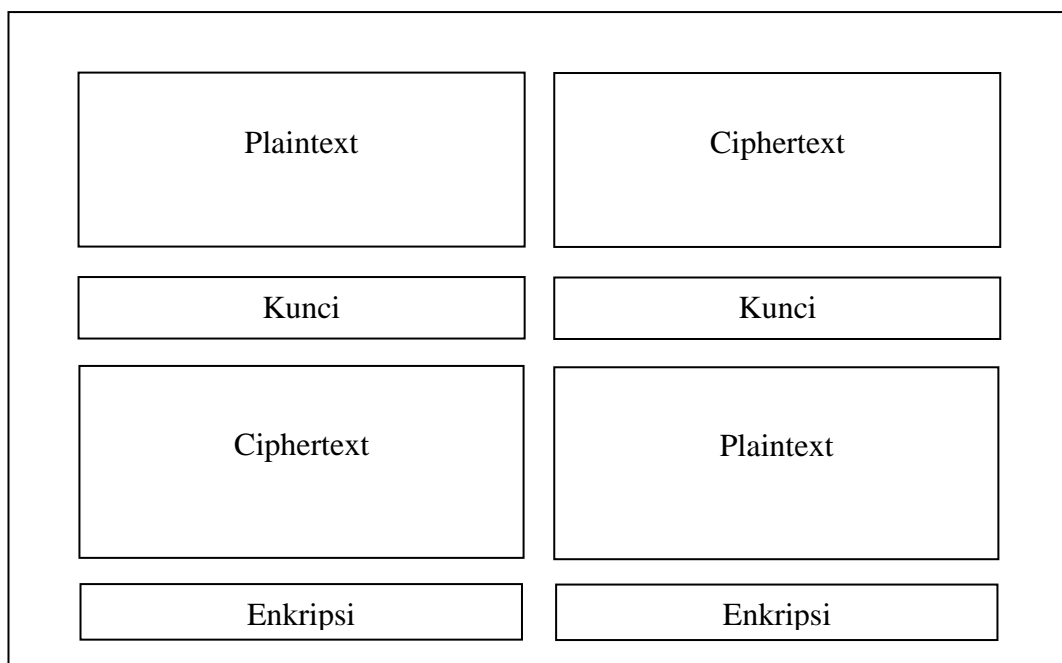 Plaintext
Ciphertext
Kunci
Kunci
Ciphertext
Plaintext
Enkripsi
Enkripsi